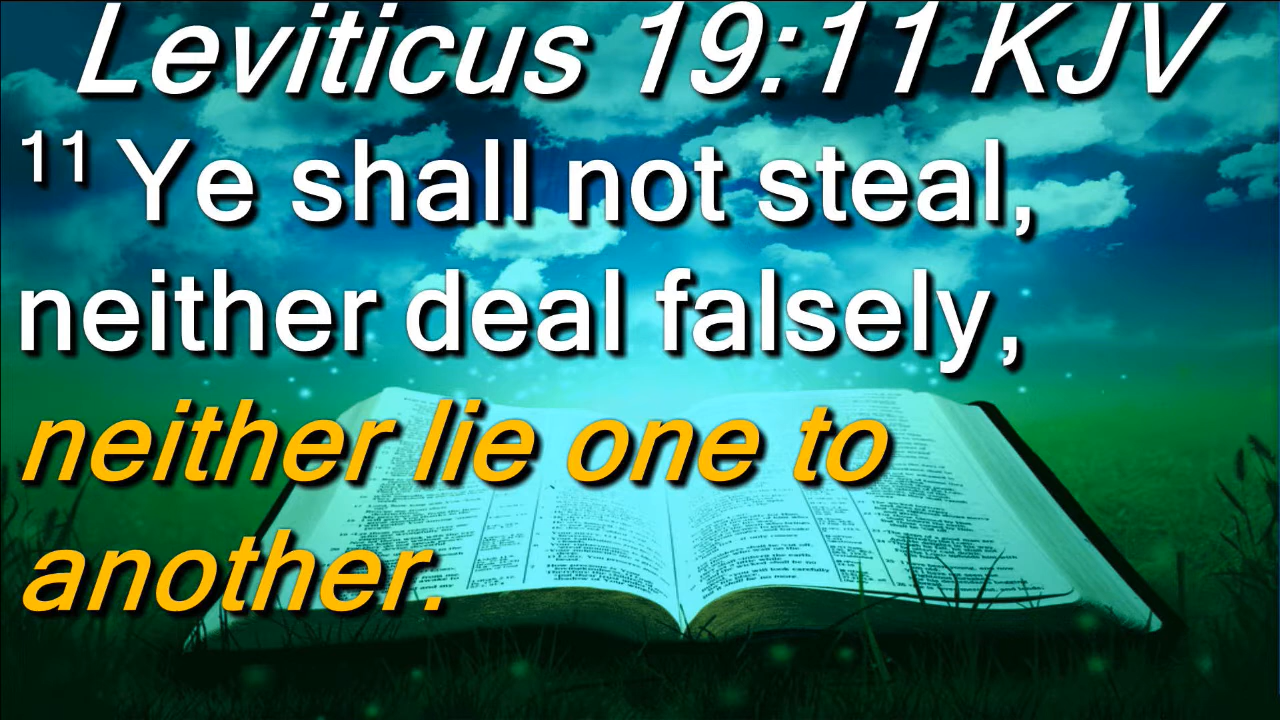 Leviticus 19:11 KJV
11 Ye shall not steal,
neither deal falsely,
neither lie one to
another.